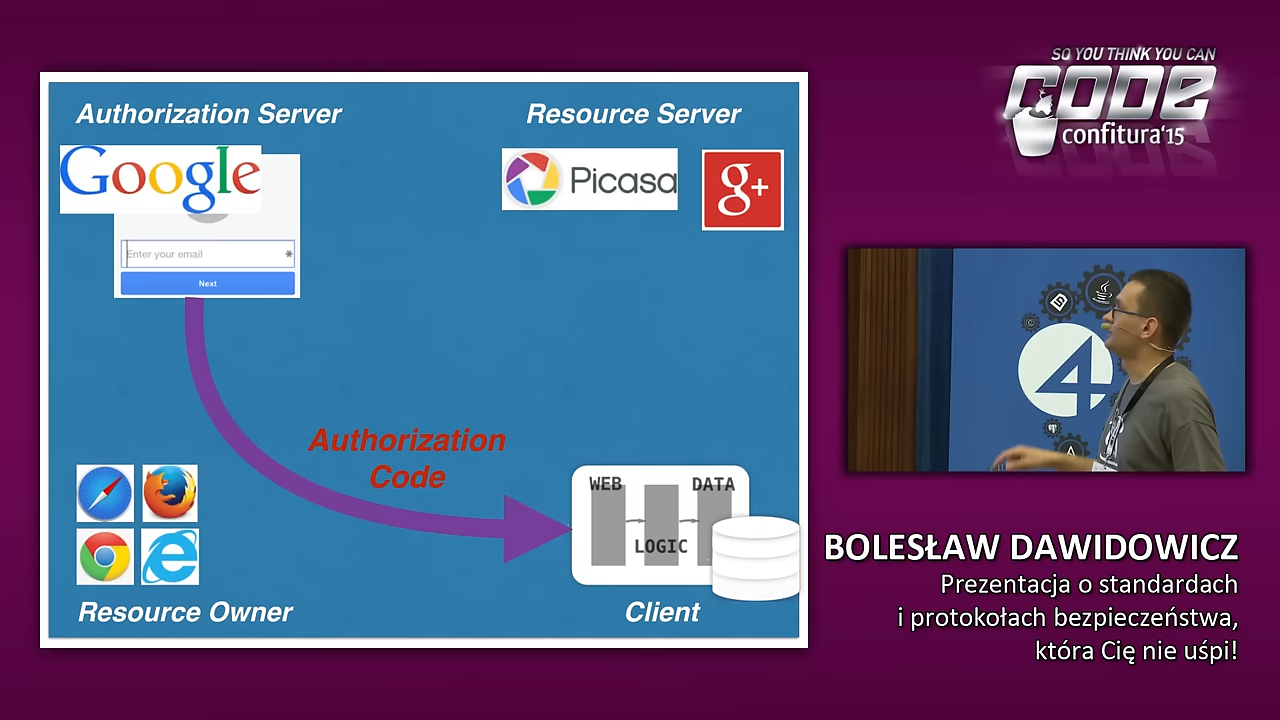 SO YOU THINK YOU CAN
CODE
confitura'15
Authorization Server
Resource Server
Google
Picasa
g+
Enter your email
Next
4
Authorization
Code
WEB
DATA
LOGIC
Resource Owner
Client
BOLESŁAW DAWIDOWICZ
Prezentacja o standardach
i protokołach bezpieczeństwa,
która Cię nie uśpi!